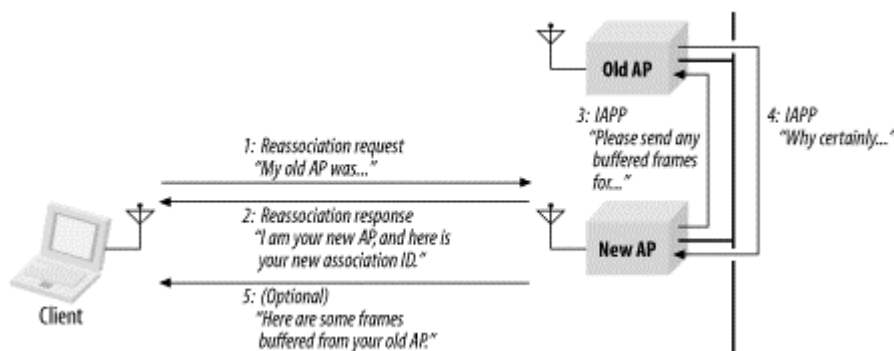 Old AP
3: IAPP
"Please send any
buffered frames
for..."
4: IAPP
"Why certainly..."
1: Reassociation request
"My old AP was..."
2: Reassociation response
"I am your new AP, and here is
your new association ID."
New AP
5: (Optional)
"Here are some frames
buffered from your old AP."
Client